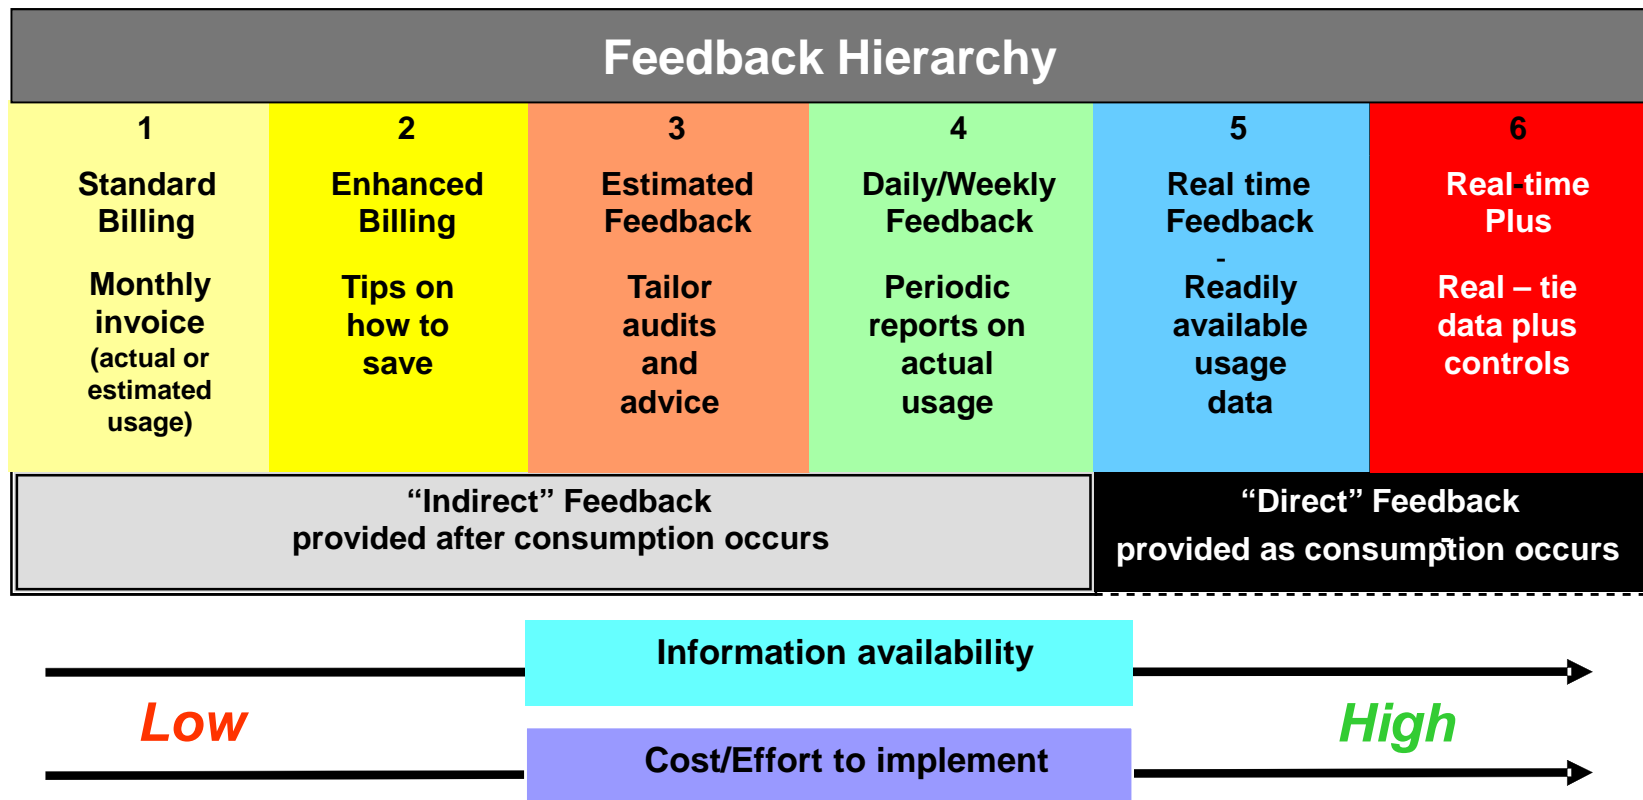 Feedback Hierarchy
1
Standard
Billing
Monthly
invoice
(actual or
estimated
usage)
2
Enhanced
Billing
Tips on
how to
save
3
Estimated
Feedback
Tailor
audits
and
advice
4
Daily/Weekly
Feedback
Periodic
reports on
actual
usage
5
Real time
Feedback
-
Readily
available
usage
data
6
Real-time
Plus
Real – tie
data plus
controls
“Indirect” Feedback
provided after consumption occurs
“Direct” Feedback
provided as consumption occurs
Information availability
Low
High
Cost/Effort to implement